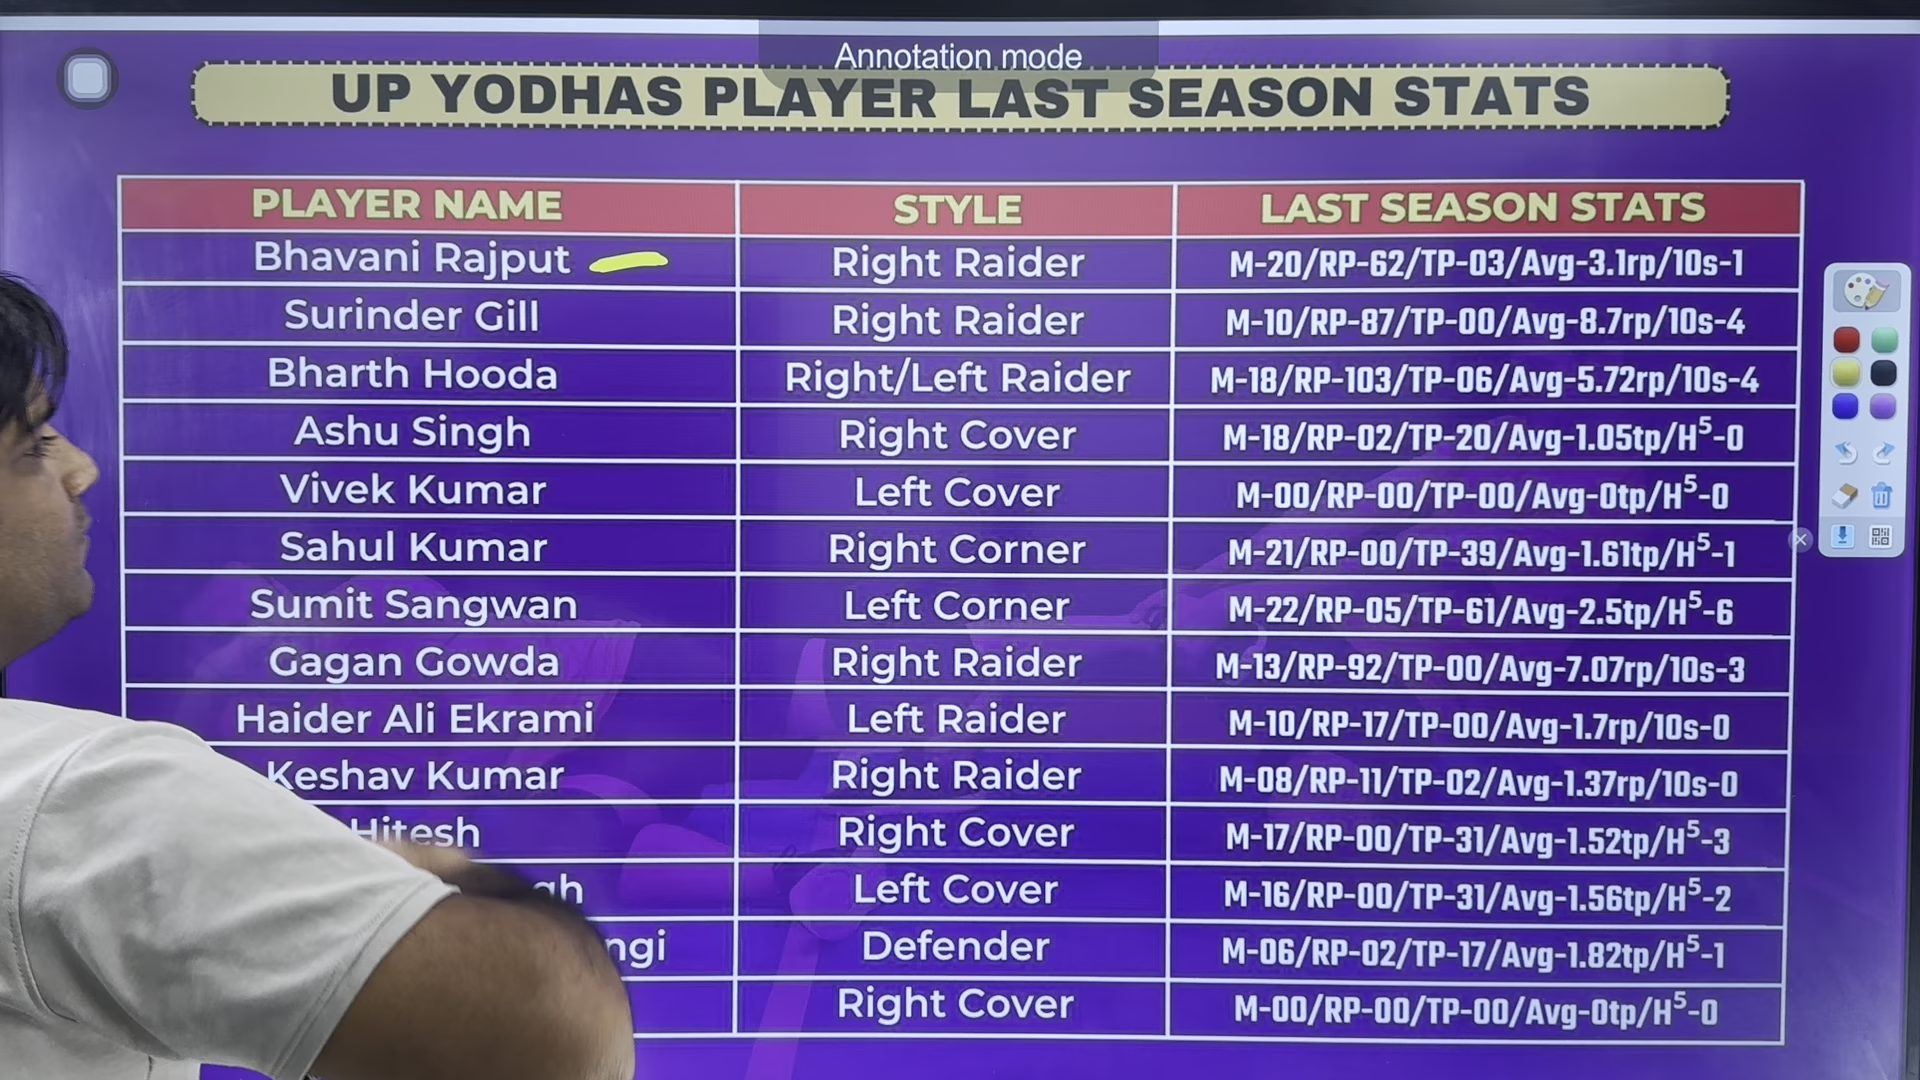 Annotation mode
UP YODHAS PLAYER LAST SEASON STATS
PLAYER NAME STYLE LAST SEASON STATS
Bhavani Rajput Right Raider M-20/RP-62/TP-03/Avg-3.1rp/10s-1
Surinder Gill Right Raider M-10/RP-87/TP-00/Avg-8.7rp/10s-4
Bharth Hooda Right/Left Raider M-18/RP-103/TP-06/Avg-5.72rp/10s-4
Ashu Singh Right Cover M-18/RP-02/TP-20/Avg-1.05tp/H⁵-0
Vivek Kumar Left Cover M-00/RP-00/TP-00/Avg-0tp/H⁵-0
Sahul Kumar Right Corner M-21/RP-00/TP-39/Avg-1.61tp/H⁵-1
Sumit Sangwan Left Corner M-22/RP-05/TP-61/Avg-2.5tp/H⁵-6
Gagan Gowda Right Raider M-13/RP-92/TP-00/Avg-7.07rp/10s-3
Haider Ali Ekrami Left Raider M-10/RP-17/TP-00/Avg-1.7rp/10s-0
Keshav Kumar Right Raider M-08/RP-11/TP-02/Avg-1.37rp/10s-0
Hitesh Right Cover M-17/RP-00/TP-31/Avg-1.52tp/H⁵-3
Left Cover M-16/RP-00/TP-31/Avg-1.56tp/H⁵-2
Defender M-06/RP-02/TP-17/Avg-1.82tp/H⁵-1
Right Cover M-00/RP-00/TP-00/Avg-0tp/H⁵-0